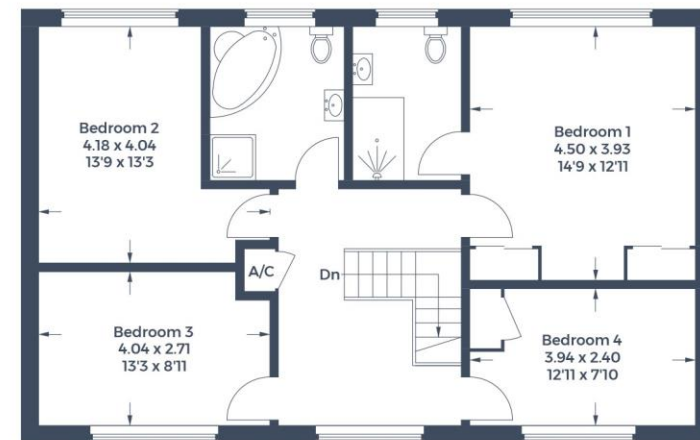 Bedroom 2
4.18 x 4.04
13'9 x 13'3
Bedroom 1
4.50 x 3.93
14'9 x 12'11
A/C
Dn
Bedroom 3
4.04 x 2.71
13'3 x 8'11
Bedroom 4
3.94 x 2.40
12'11 x 7'10